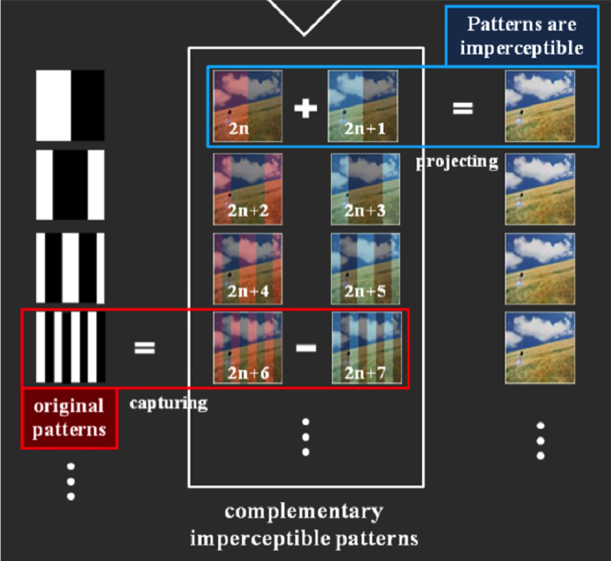 Patterns are
imperceptible
2n
+
2n+1
=
projecting
2n+2
2n+3
2n+4
2n+5
=
2n+6
-
2n+7
original
patterns
capturing
complementary
imperceptible patterns